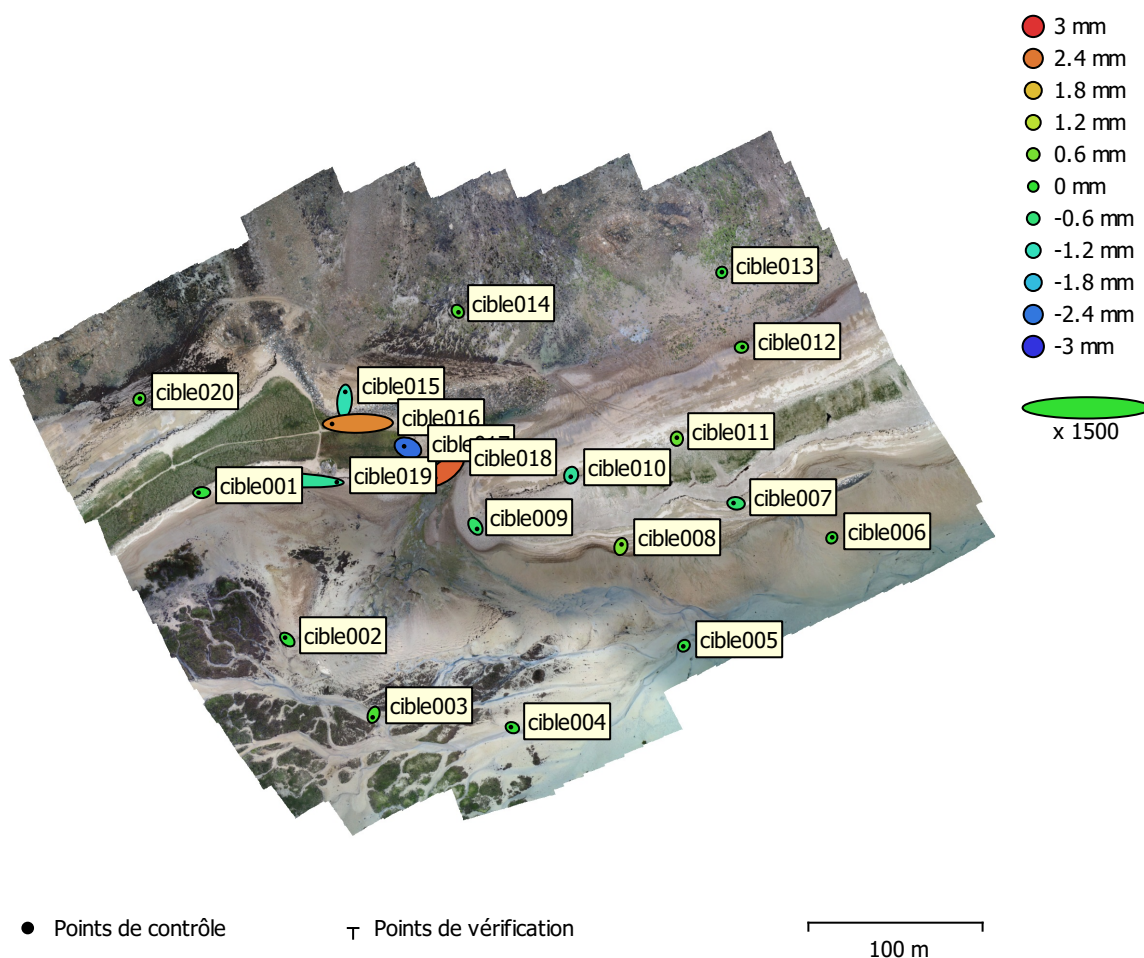 3 mm
2.4 mm
1.8 mm
1.2 mm
0.6 mm
0 mm
-0.6 mm
-1.2 mm
-1.8 mm
-2.4 mm
-3 mm
x 1500
cible013
cible014
cible012
cible020
cible015
cible016
cible011
cible018
cible010
cible019
cible001
cible007
cible009
cible006
cible008
cible002
cible005
cible003
cible004
Points de contrôle
Points de vérification
100 m